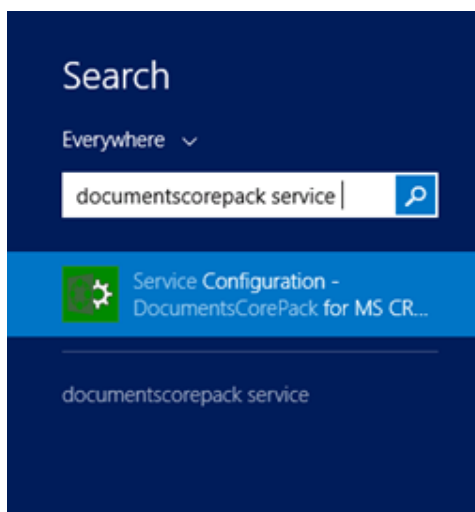 Search
Everywhere
documentscorepack service
Service Configuration -
DocumentsCorePack for MS CR...
documentscorepack service